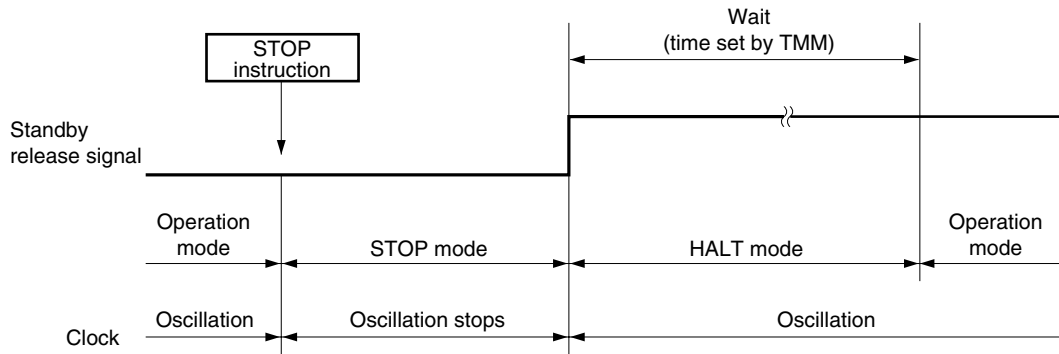 Wait
(time set by TMM)
STOP
instruction
Standby
release signal
Operation
mode
STOP mode
HALT mode
Operation
mode
Clock
Oscillation
Oscillation stops
Oscillation